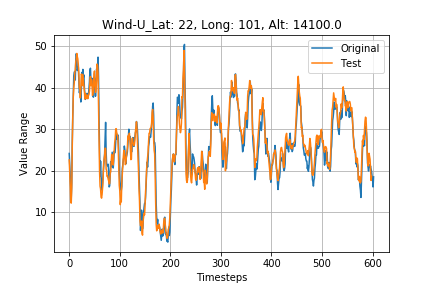 Wind-U_Lat: 22, Long: 101, Alt: 14100.0
Original
Test
50
40
30
20
10
Value Range
0 100 200 300 400 500 600
Timesteps